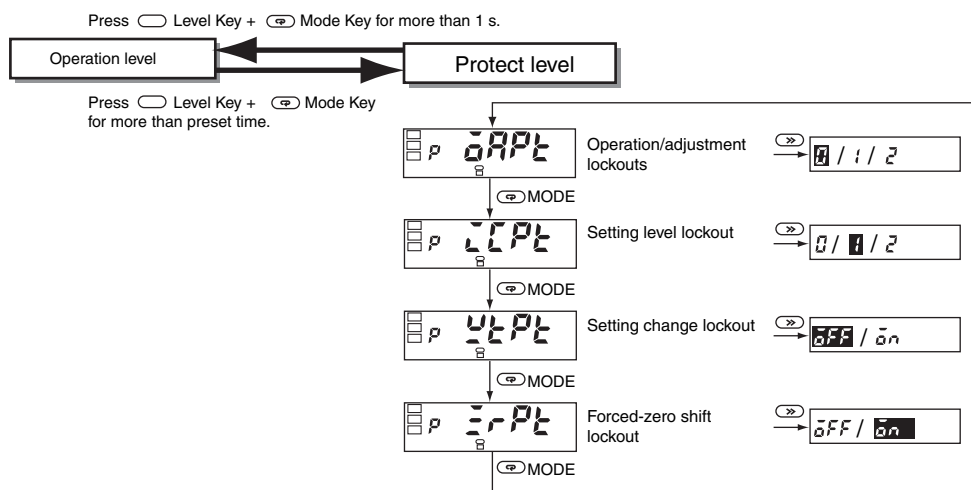 Press Level Key + Mode Key for more than 1 s.
Operation level
Protect level
Press Level Key + Mode Key
for more than preset time.
p oAPt
Operation/adjustment
lockouts
0 / 1 / 2
MODE
p iCPt
Setting level lockout
0 / 1 / 2
MODE
p WtPt
Setting change lockout
oFF / on
MODE
p ZrPt
Forced-zero shift
lockout
oFF / on
MODE